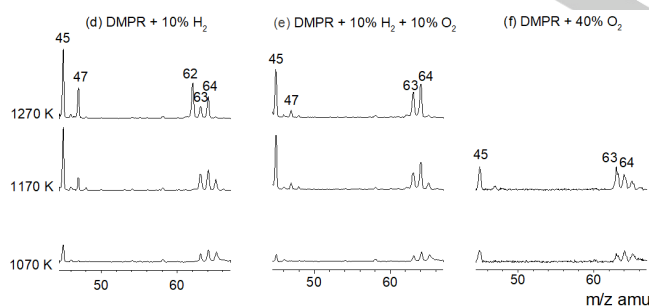 (d) DMPR + 10% H₂
(e) DMPR + 10% H₂ + 10% O₂
(f) DMPR + 40% O₂
45
47
62
63
64
1270 K
45
47
63
64
1170 K
45
63
64
1070 K
50
60
50
60
50
60
m/z amu